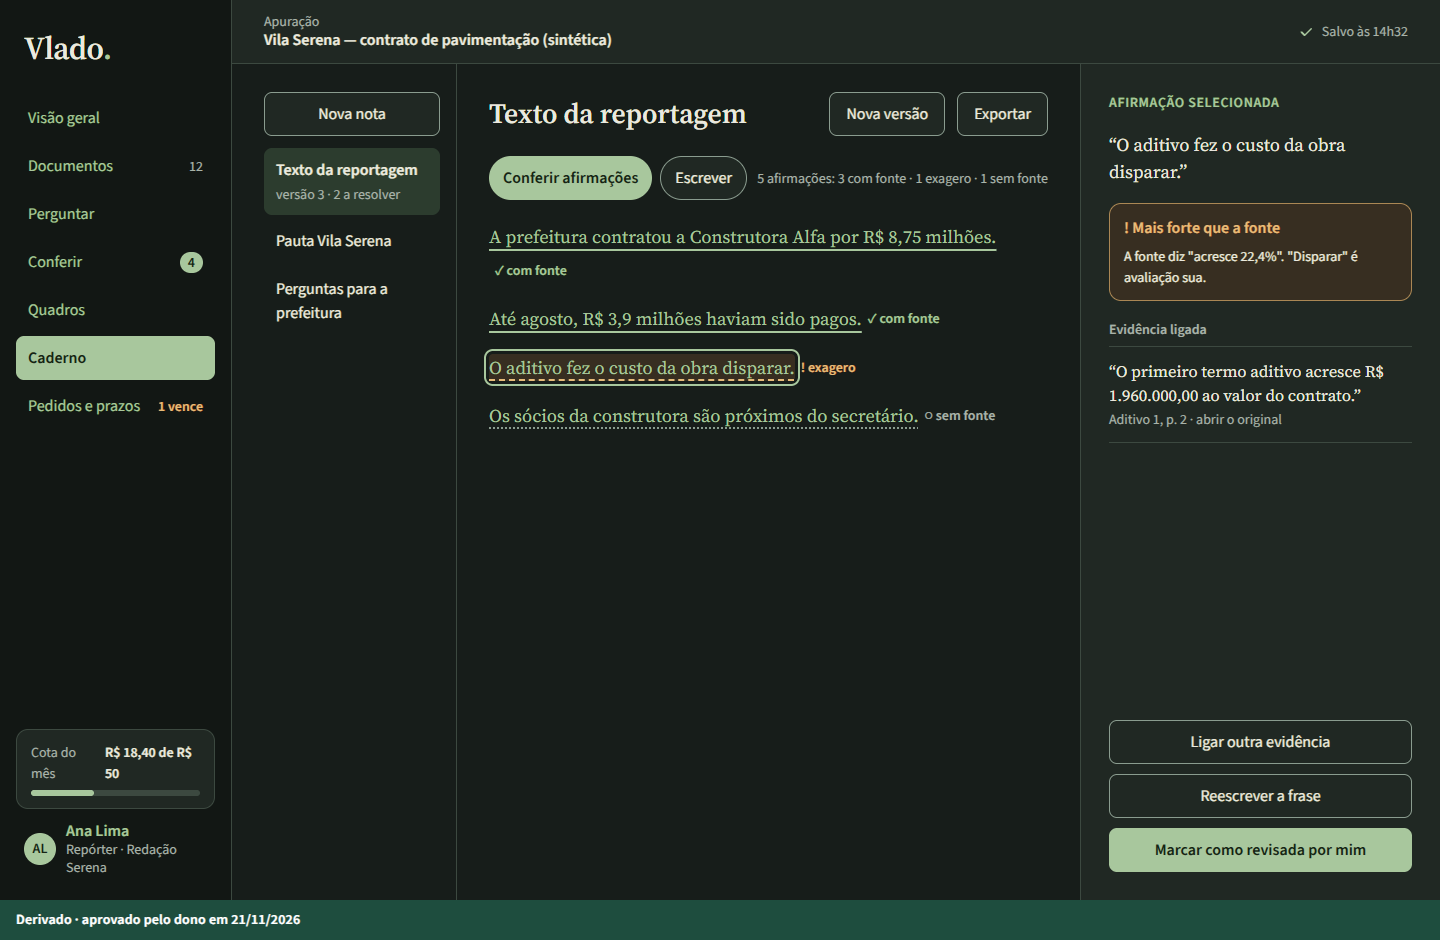 Vlado.
Visão geral
Documentos 12
Perguntar
Conferir 4
Quadros
Caderno
Pedidos e prazos 1 vence
Cota do mês R$ 18,40 de R$ 50
AL
Ana Lima
Repórter · Redação
Serena
Apuração
Vila Serena — contrato de pavimentação (sintética)
✓ Salvo às 14h32
Nova nota
Texto da reportagem
versão 3 · 2 a resolver
Pauta Vila Serena
Perguntas para a
prefeitura
Texto da reportagem
Nova versão
Exportar
Conferir afirmações
Escrever
5 afirmações: 3 com fonte · 1 exagero · 1 sem fonte
A prefeitura contratou a Construtora Alfa por R$ 8,75 milhões.
✓ com fonte
Até agosto, R$ 3,9 milhões haviam sido pagos. ✓ com fonte
O aditivo fez o custo da obra disparar. ! exagero
Os sócios da construtora são próximos do secretário. ○ sem fonte
AFIRMAÇÃO SELECIONADA
“O aditivo fez o custo da obra
disparar.”
! Mais forte que a fonte
A fonte diz "acresce 22,4%". "Disparar" é
avaliação sua.
Evidência ligada
“O primeiro termo aditivo acresce R$
1.960.000,00 ao valor do contrato.”
Aditivo 1, p. 2 · abrir o original
Ligar outra evidência
Reescrever a frase
Marcar como revisada por mim
Derivado · aprovado pelo dono em 21/11/2026